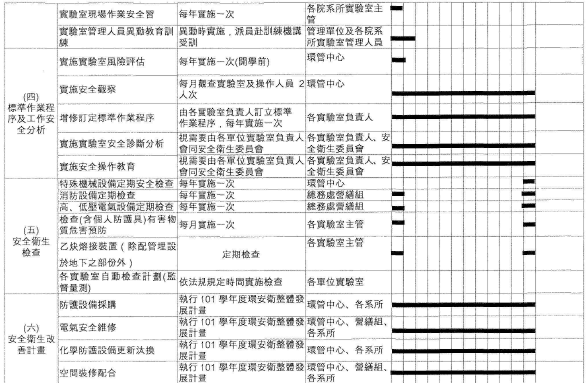 實驗室現場作業安全習
每年實施一次
各院系所實驗室主
管
實驗室管理人員異動教育訓
練
異動時實施，派員赴訓練機構
受訓
管理單位及各院系
所實驗室管理人員
(四)
標準作業程
序及工作安
全分析
實施實驗室風險評估
每年實施一次(開學前)
環管中心
實施安全觀察
每月觀查實驗室及操作人員 2
人次
環管中心
增修訂定標準作業程序
由各實驗室負責人訂立標準
作業程序，每年實施一次
各實驗室負責人
實施實驗室安全診斷分析
視需要由各單位實驗室負責人
會同安全衛生委員會
各實驗室負責人、安
全衛生委員會
實施安全操作教育
視需要由各單位實驗室負責人
會同安全衛生委員會
各實驗室負責人、安
全衛生委員會
(五)
安全衛生
檢查
特殊機械設備定期安全檢查
每年實施一次
環管中心
消防設備定期檢查
每年實施一次
總務處營繕組
高、低壓電氣設備定期檢查
每年實施一次
總務處營繕組
檢查(含個人防護具)有害物
質危害預防
每月實施一次
各實驗室主管
乙炔熔接裝置（除配管埋設
於地下之部份外）
定期檢查
各實驗室主管
各實驗室自動檢查計劃(監
督量測)
依法規規定時間實施檢查
各單位實驗室
(六)
安全衛生改
善計畫
防護設備採購
執行 101 學年度環安衛整體發
展計畫
環管中心、各系所
電氣安全維修
執行 101 學年度環安衛整體發
展計畫
環管中心、營繕組、
各系所
化學防護設備更新汰換
執行 101 學年度環安衛整體發
展計畫
環管中心、各系所
空間裝修配合
執行 101 學年度環安衛整體發
展計畫
環管中心、營繕組、
各系所